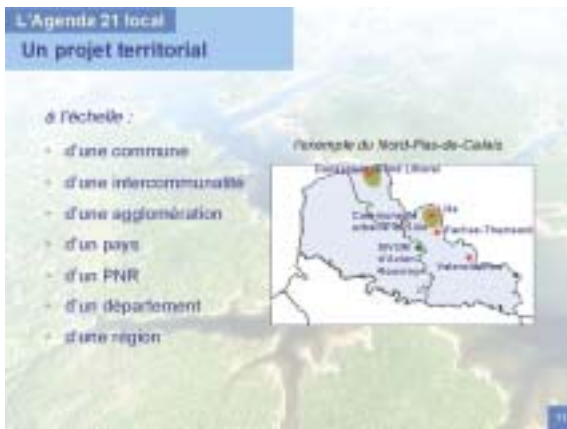 L'Agenda 21 local
Un projet territorial
à l'échelle :
- d'une commune
- d'une intercommunalité
- d'une agglomération
- d'un pays
- d'un PNR
- d'un département
- d'une région
l'exemple du Nord-Pas-de-Calais
Littoral
Lille